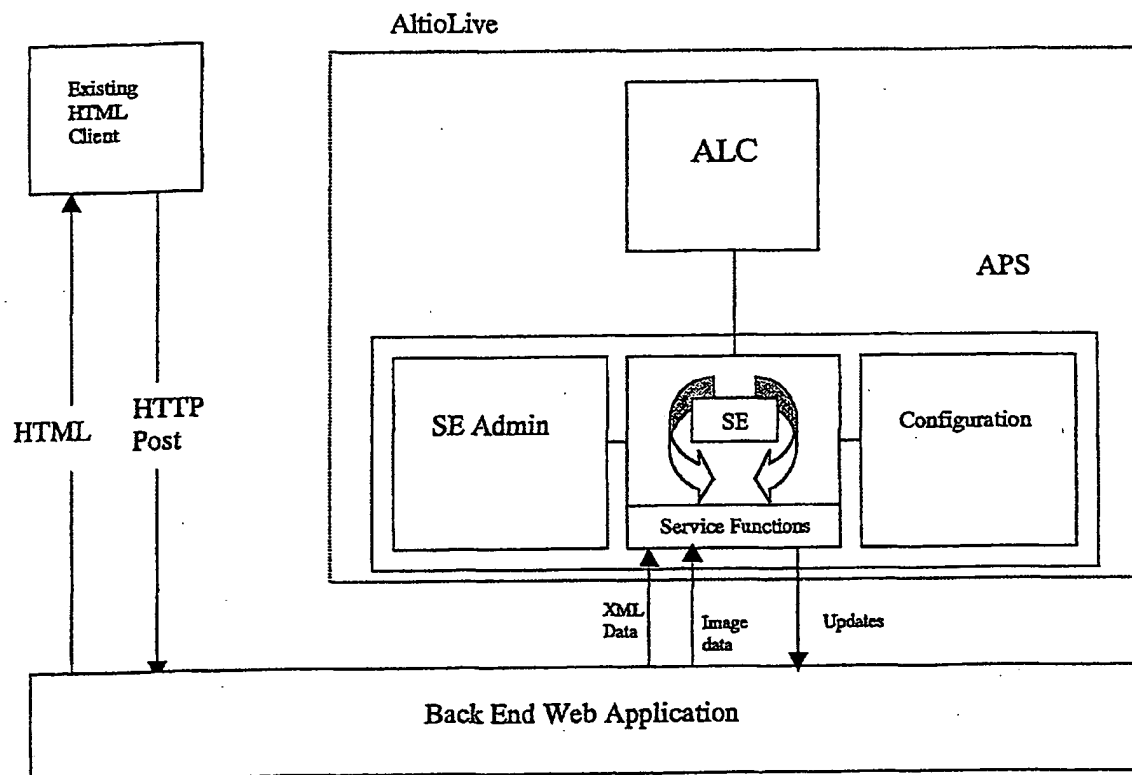 AltioLive
Existing
HTML
Client
ALC
APS
HTML
HTTP
Post
SE Admin
SE
Configuration
Service Functions
XML
Data
Image
data
Updates
Back End Web Application